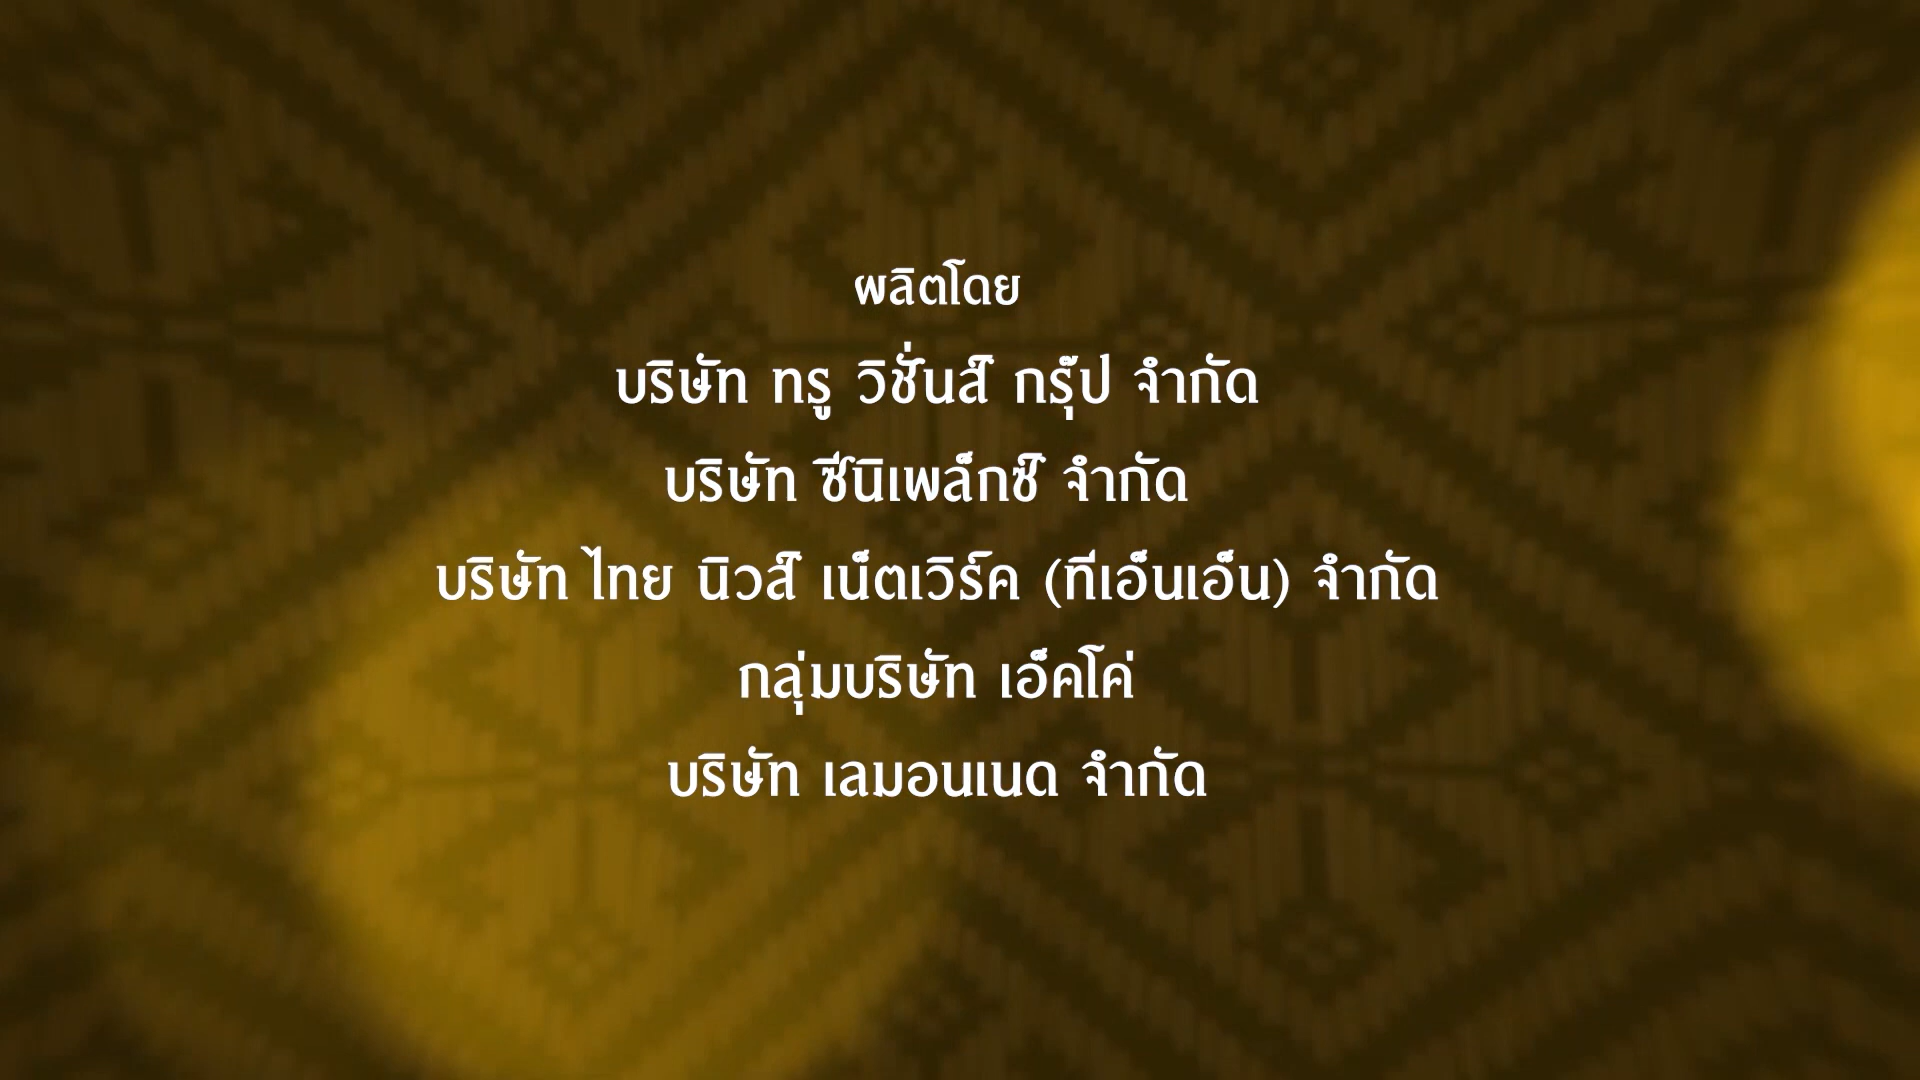 ผลิตโดย
บริษัท ทรู วิชั่นส์ กรุ๊ป จำกัด
บริษัท ซีนิเพล็กซ์ จำกัด
บริษัท ไทย นิวส์ เน็ตเวิร์ค (ทีเอ็นเอ็น) จำกัด
กลุ่มบริษัท เอ็คโค่
บริษัท เลมอนเนด จำกัด